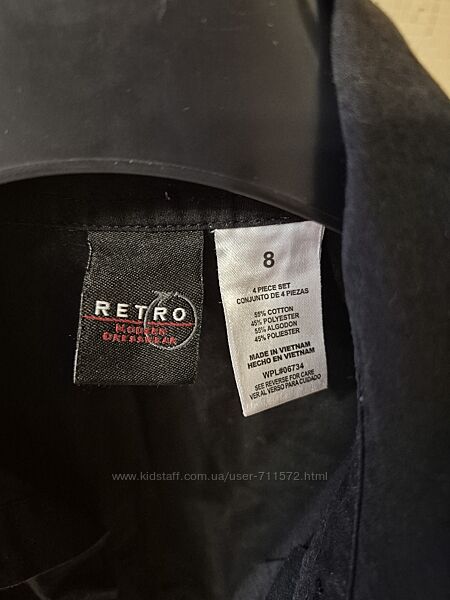 RETRO
MODERN
DRESSWEAR
8
4 PIECE SET
CONJUNTO DE 4 PIEZAS
55% COTTON
45% POLYESTER
55% ALGODON
45% POLIESTER
MADE IN VIETNAM
HECHO EN VIETNAM
WPL#06734
SEE REVERSE FOR CARE
VER AL VERSO PARA CUIDADO
www.kidstaff.com.ua/user-711572.html